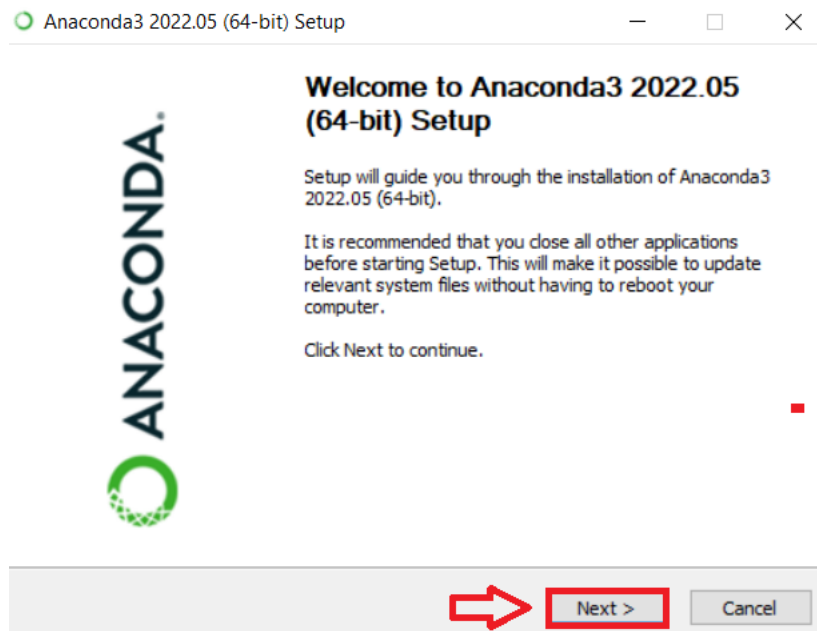 Anaconda3 2022.05 (64-bit) Setup
Welcome to Anaconda3 2022.05
(64-bit) Setup
Setup will guide you through the installation of Anaconda3
2022.05 (64-bit).
It is recommended that you close all other applications
before starting Setup. This will make it possible to update
relevant system files without having to reboot your
computer.
Click Next to continue.
ANACONDA.
Next >
Cancel